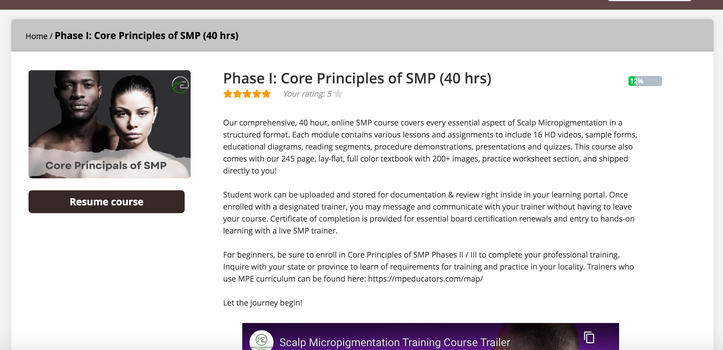 Home / Phase I: Core Principles of SMP (40 hrs)
Core Principals of SMP
Resume course
Phase I: Core Principles of SMP (40 hrs)
12%
Your rating: 5
Our comprehensive, 40 hour, online SMP course covers every essential aspect of Scalp Micropigmentation in a
structured format. Each module contains various lessons and assignments to include 16 HD videos, sample forms,
educational diagrams, reading segments, procedure demonstrations, presentations and quizzes. This course also
comes with our 245 page, lay-flat, full color textbook with 200+ images, practice worksheet section, and shipped
directly to you!
Student work can be uploaded and stored for documentation & review right inside in your learning portal. Once
enrolled with a designated trainer, you may message and communicate with your trainer without having to leave
your course. Certificate of completion is provided for essential board certification renewals and entry to hands-on
learning with a live SMP trainer.
For beginners, be sure to enroll in Core Principles of SMP Phases II / III to complete your professional training.
Inquire with your state or province to learn of requirements for training and practice in your locality. Trainers who
use MPE curriculum can be found here: https://mpeducators.com/map/
Let the journey begin!
Scalp Micropigmentation Training Course Trailer